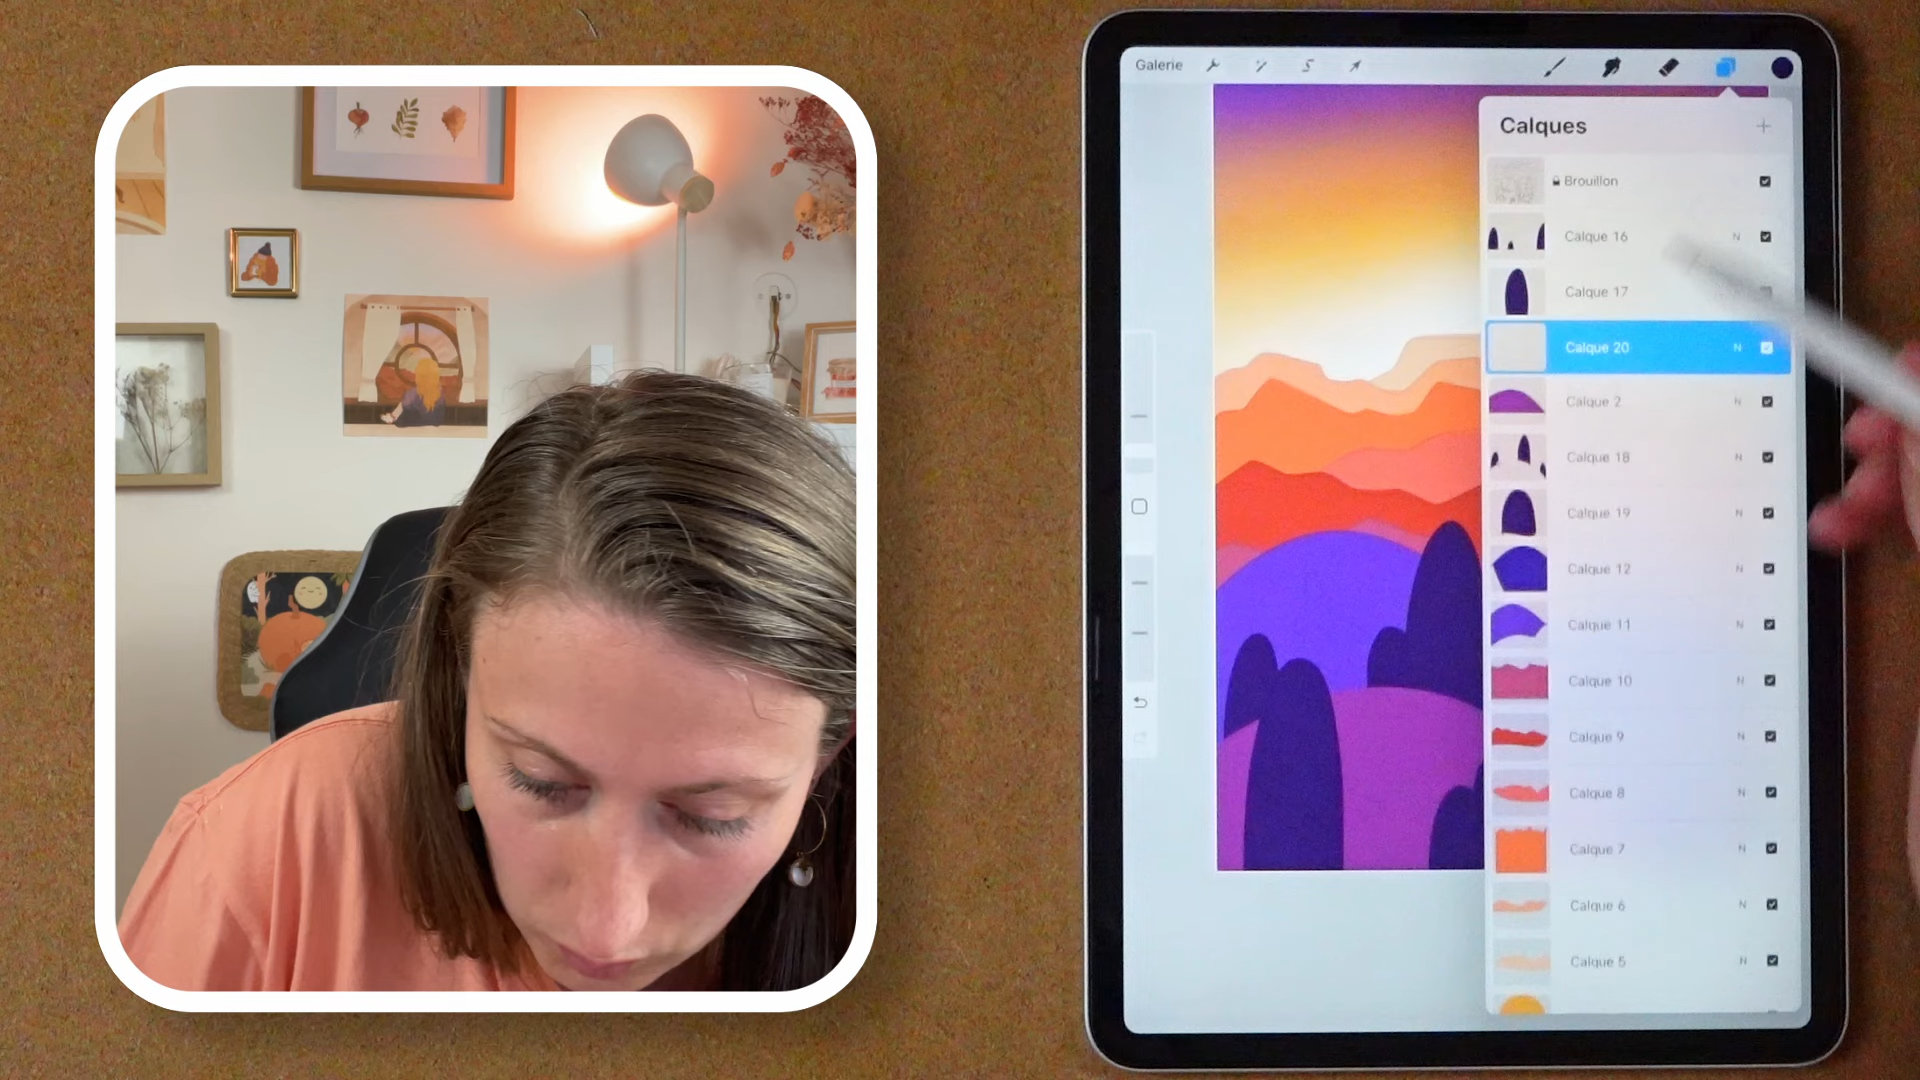 Galerie
Calques
Brouillon
Calque 16 N
Calque 17
Calque 20 N
Calque 2 N
Calque 18 N
Calque 19 N
Calque 12 N
Calque 11 N
Calque 10 N
Calque 9 N
Calque 8 N
Calque 7 N
Calque 6 N
Calque 5 N